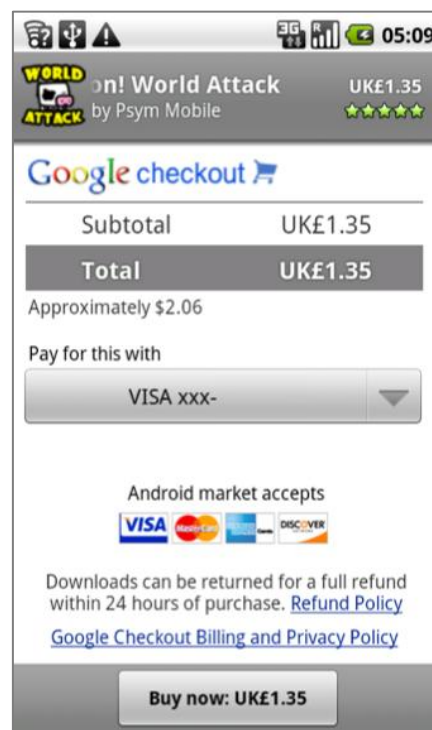 3G
R
05:09
WORLD
ATTACK
on! World Attack
UK£1.35
by Psym Mobile
Google checkout
Subtotal UK£1.35
Total UK£1.35
Approximately $2.06
Pay for this with
VISA xxx-
Android market accepts
VISA MasterCard DISCOVER
Downloads can be returned for a full refund
within 24 hours of purchase. Refund Policy
Google Checkout Billing and Privacy Policy
Buy now: UK£1.35